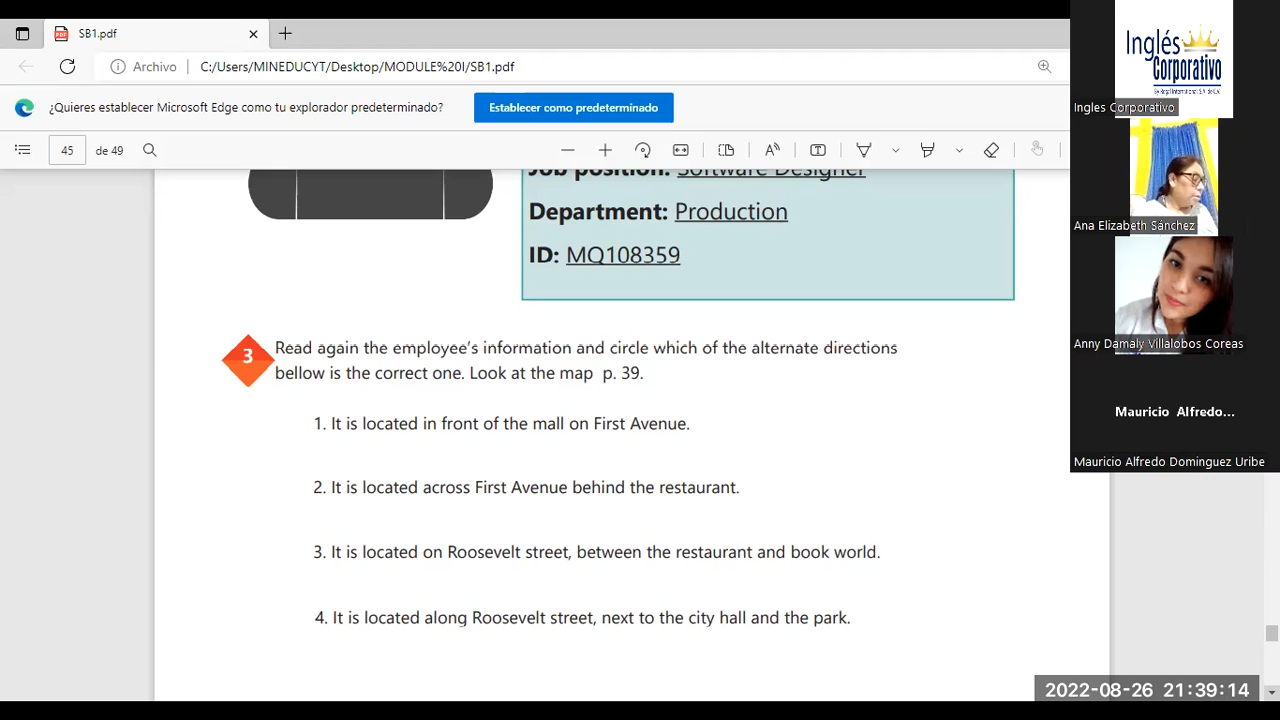 SB1.pdf
Archivo
C:/Users/MINEDUCYT/Desktop/MODULE%20I/SB1.pdf
¿Quieres establecer Microsoft Edge como tu explorador predeterminado?
Establecer como predeterminado
45
de 49
Job position: Software Designer
Department: Production
ID: MQ108359
3
Read again the employee's information and circle which of the alternate directions
bellow is the correct one. Look at the map p. 39.
1. It is located in front of the mall on First Avenue.
2. It is located across First Avenue behind the restaurant.
3. It is located on Roosevelt street, between the restaurant and book world.
4. It is located along Roosevelt street, next to the city hall and the park.
Inglés
Corporativo
Ingles Corporativo
Ana Elizabeth Sánchez
Anny Damaly Villalobos Coreas
Mauricio Alfredo...
Mauricio Alfredo Dominguez Uribe
2022-08-26 21:39:14